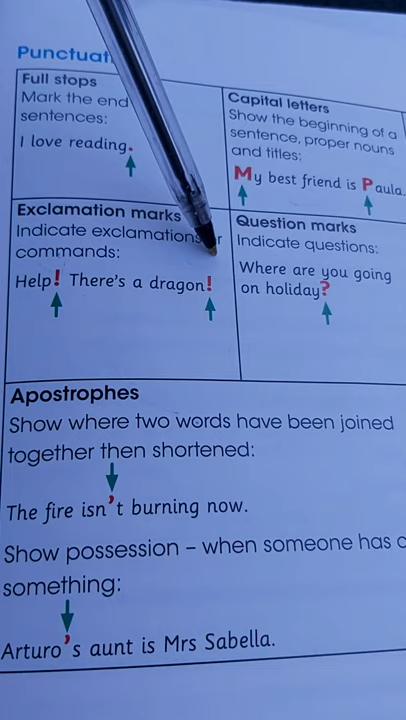 Punctuat
Full stops
Mark the end
sentences:
I love reading.
Capital letters
Show the beginning of a
sentence, proper nouns
and titles:
My best friend is Paula.
Exclamation marks
Indicate exclamations
commands:
Help! There's a dragon!
Question marks
Indicate questions:
Where are you going
on holiday?
Apostrophes
Show where two words have been joined
together then shortened:
The fire isn't burning now.
Show possession – when someone has
something:
Arturo's aunt is Mrs Sabella.